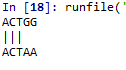 In [18]: runfile('
ACTGG
|||
ACTAA